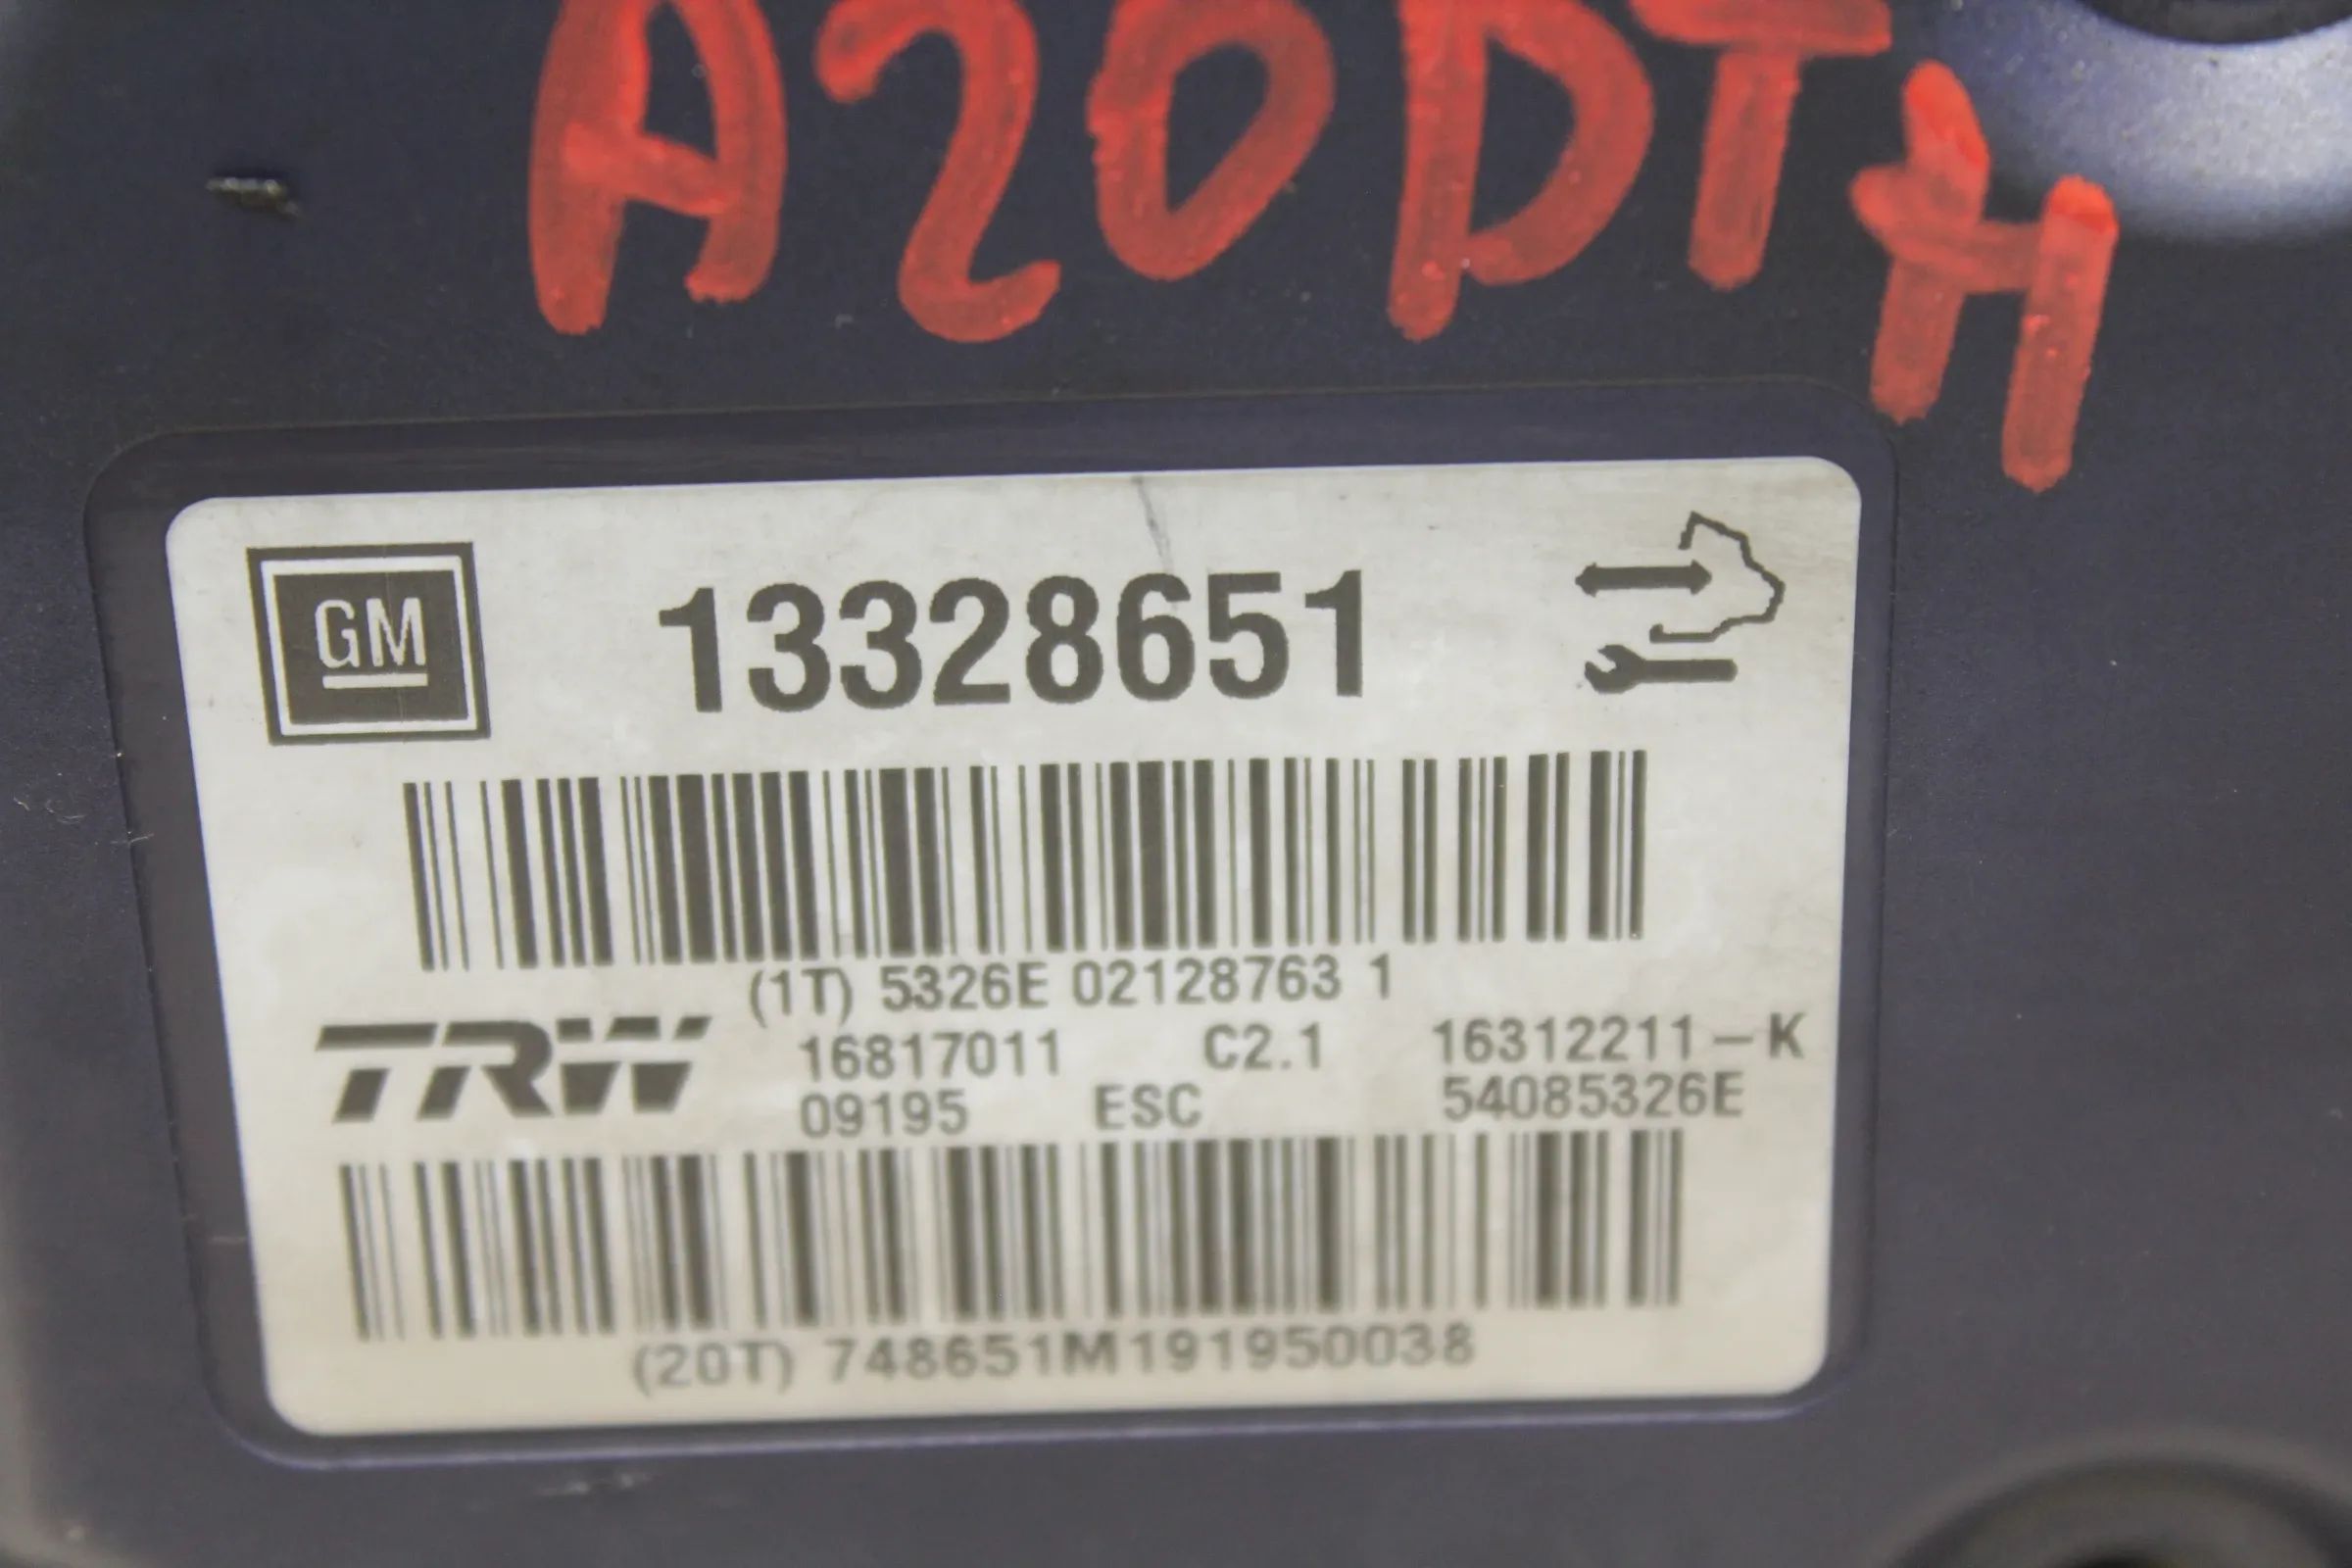 A20DTH
GM 13328651
(1T) 5326E 02128763 1
TRW 16817011 C2.1 16312211-K
09195 ESC 54085326E
(20T) 748651M191950038